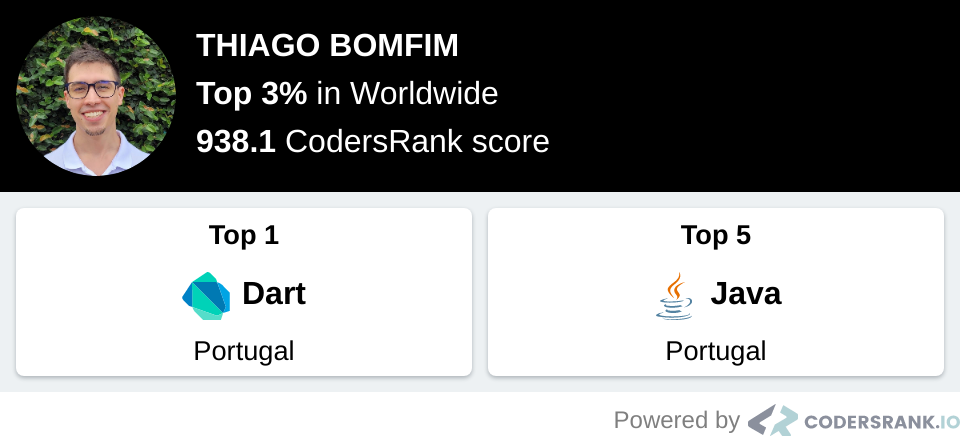 THIAGO BOMFIM
Top 3% in Worldwide
938.1 CodersRank score
Top 1
Dart
Portugal
Top 5
Java
Portugal
Powered by CODERSRANK.IO